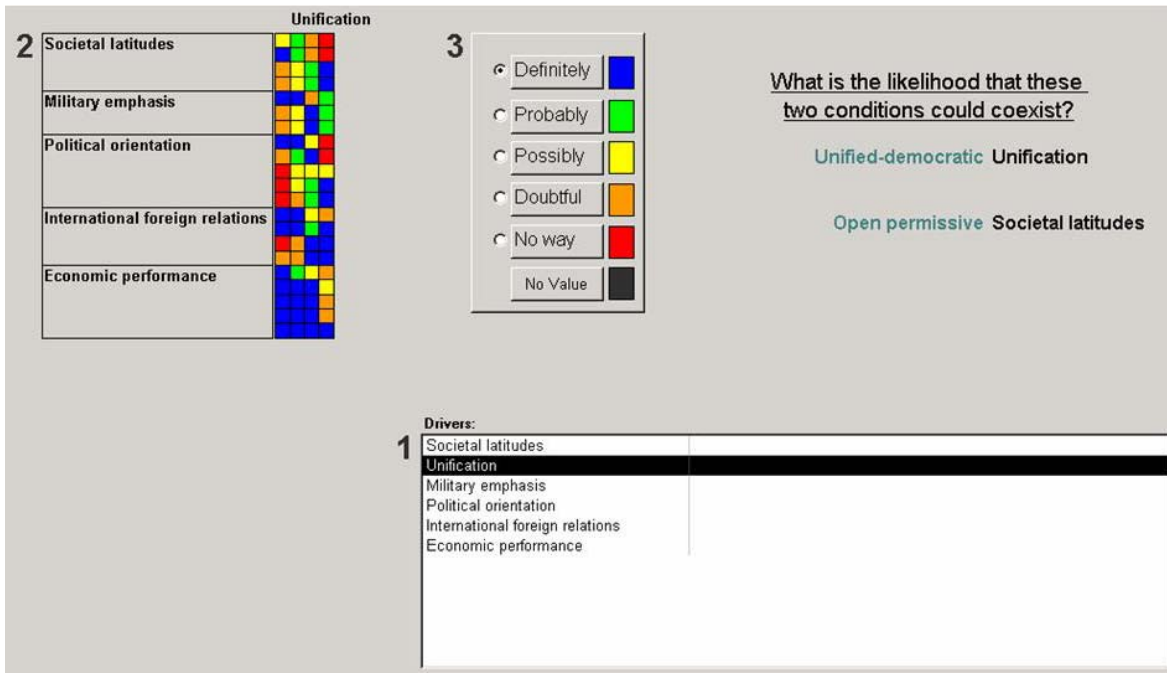 Unification
2
Societal latitudes
Military emphasis
Political orientation
International foreign relations
Economic performance
3
Definitely
Probably
Possibly
Doubtful
No way
No Value
What is the likelihood that these
two conditions could coexist?
Unified-democratic Unification
Open permissive Societal latitudes
Drivers:
1
Societal latitudes
Unification
Military emphasis
Political orientation
International foreign relations
Economic performance